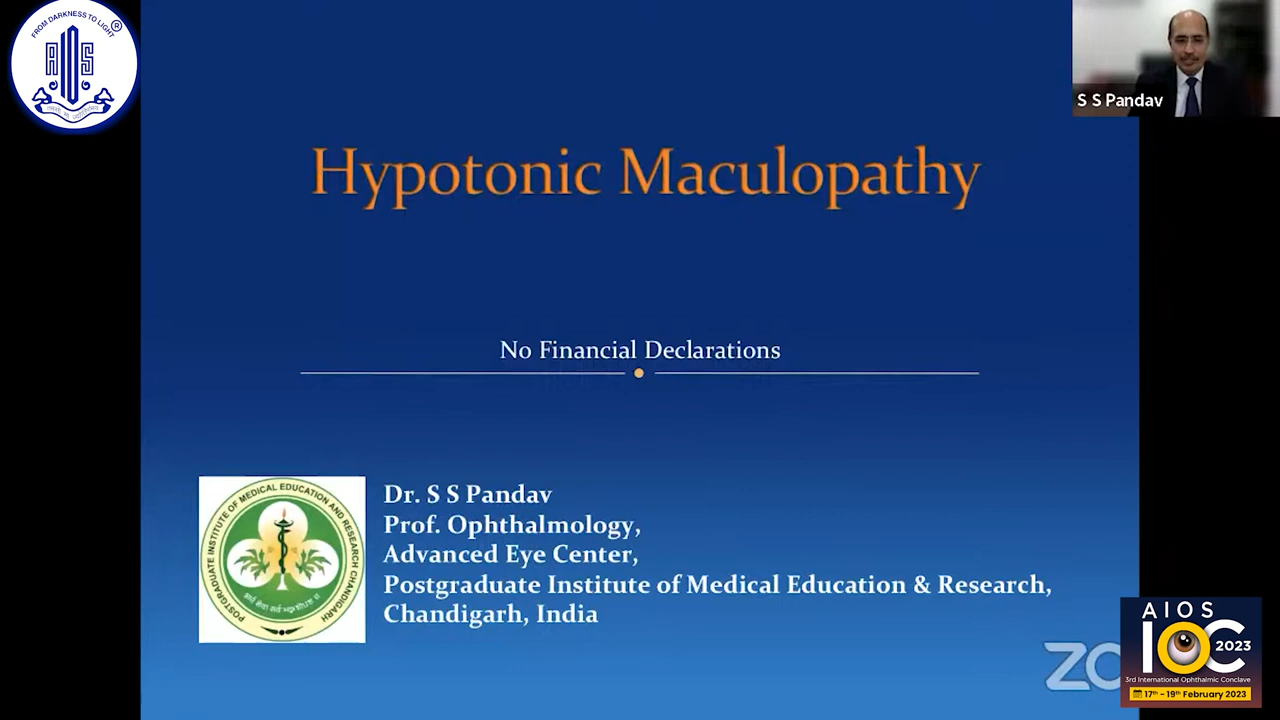 FROM DARKNESS TO LIGHT
®
AIOS
S S Pandav
Hypotonic Maculopathy
No Financial Declarations
POSTGRADUATE INSTITUTE OF MEDICAL EDUCATION AND RESEARCH CHANDIGARH
Dr. S S Pandav
Prof. Ophthalmology,
Advanced Eye Center,
Postgraduate Institute of Medical Education & Research,
Chandigarh, India
AIOS
IOC 2023
3rd International Ophthalmic Conclave
17th - 19th February 2023